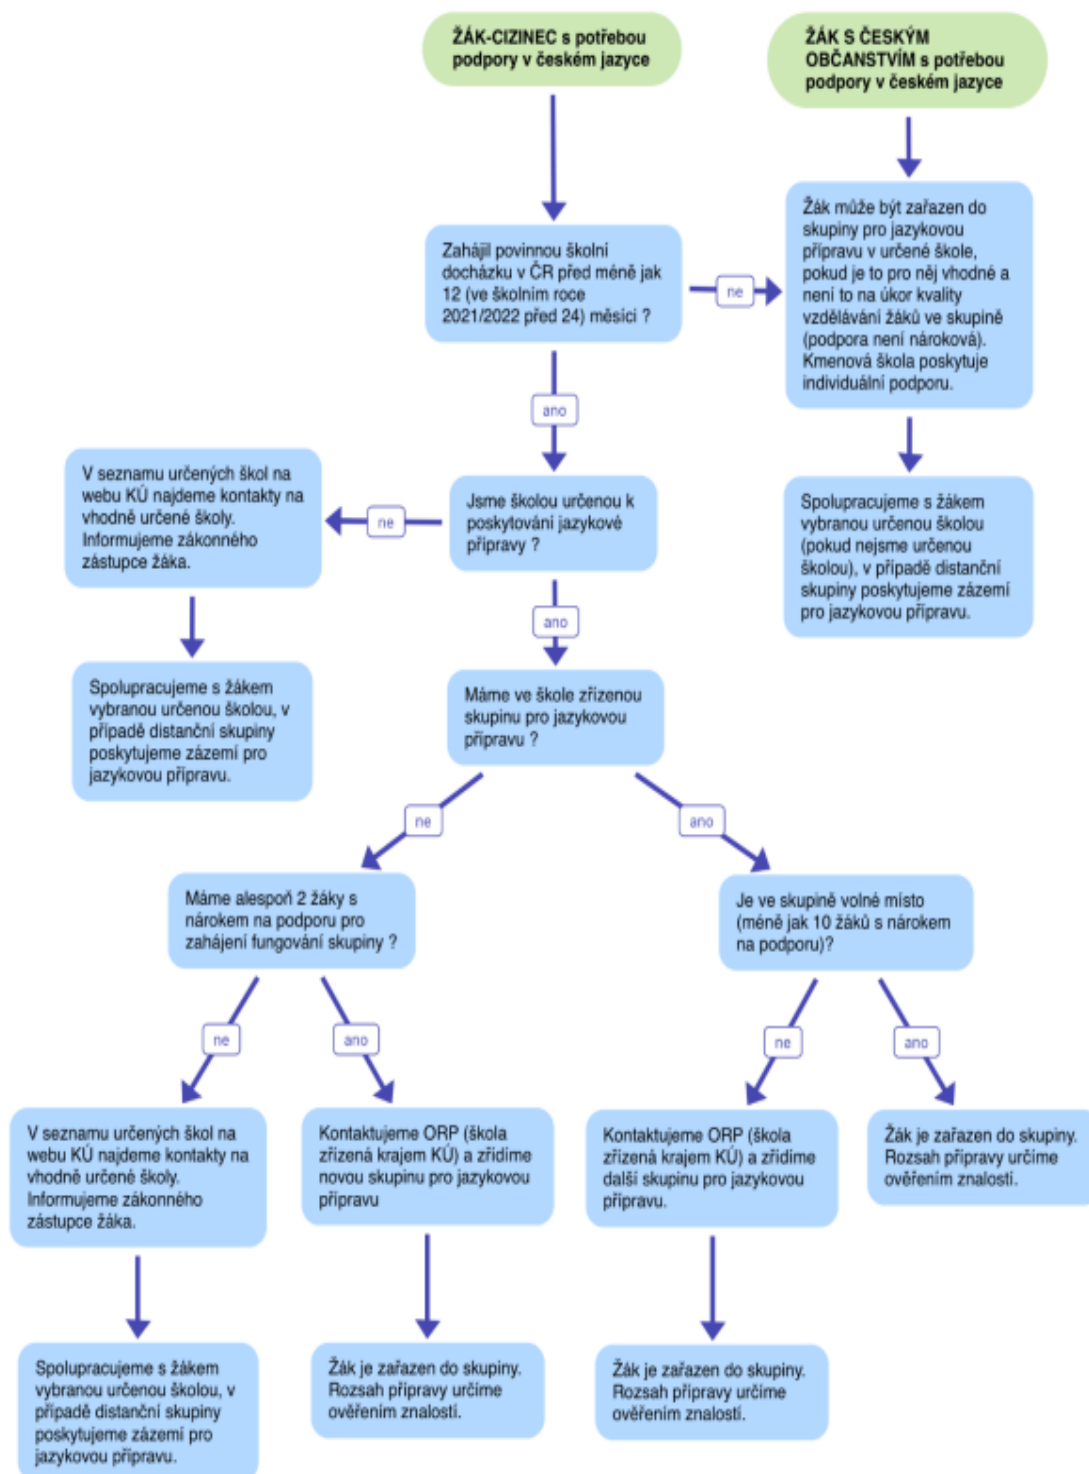 ŽÁK-CIZINEC s potřebou
podpory v českém jazyce
ŽÁK S ČESKÝM
OBČANSTVÍM s potřebou
podpory v českém jazyce
Zahájil povinnou školní
docházku v ČR před méně jak
12 (ve školním roce
2021/2022 před 24) měsíci ?
ne
Žák může být zařazen do
skupiny pro jazykovou
přípravu v určené škole,
pokud je to pro něj vhodné a
není to na úkor kvality
vzdělávání žáků ve skupině
(podpora není nároková).
Kmenová škola poskytuje
individuální podporu.
ano
V seznamu určených škol na
webu KÚ najdeme kontakty na
vhodně určené školy.
Informujeme zákonného
zástupce žáka.
ne
Jsme školou určenou k
poskytování jazykové
přípravy ?
Spolupracujeme s žákem
vybranou určenou školou
(pokud nejsme určenou
školou), v případě distanční
skupiny poskytujeme zázemí
pro jazykovou přípravu.
ano
Spolupracujeme s žákem
vybranou určenou školou, v
případě distanční skupiny
poskytujeme zázemí pro
jazykovou přípravu.
Máme ve škole zřízenou
skupinu pro jazykovou
přípravu ?
ne
ano
Máme alespoň 2 žáky s
nárokem na podporu pro
zahájení fungování skupiny ?
Je ve skupině volné místo
(méně jak 10 žáků s nárokem
na podporu)?
ne
ano
ne
ano
V seznamu určených škol na
webu KÚ najdeme kontakty na
vhodně určené školy.
Informujeme zákonného
zástupce žáka.
Kontaktujeme ORP (škola
zřízená krajem KÚ) a zřídíme
novou skupinu pro jazykovou
přípravu
Kontaktujeme ORP (škola
zřízená krajem KÚ) a zřídíme
další skupinu pro jazykovou
přípravu.
Žák je zařazen do skupiny.
Rozsah přípravy určíme
ověřením znalostí.
Spolupracujeme s žákem
vybranou určenou školou, v
případě distanční skupiny
poskytujeme zázemí pro
jazykovou přípravu.
Žák je zařazen do skupiny.
Rozsah přípravy určíme
ověřením znalostí.
Žák je zařazen do skupiny.
Rozsah přípravy určíme
ověřením znalostí.